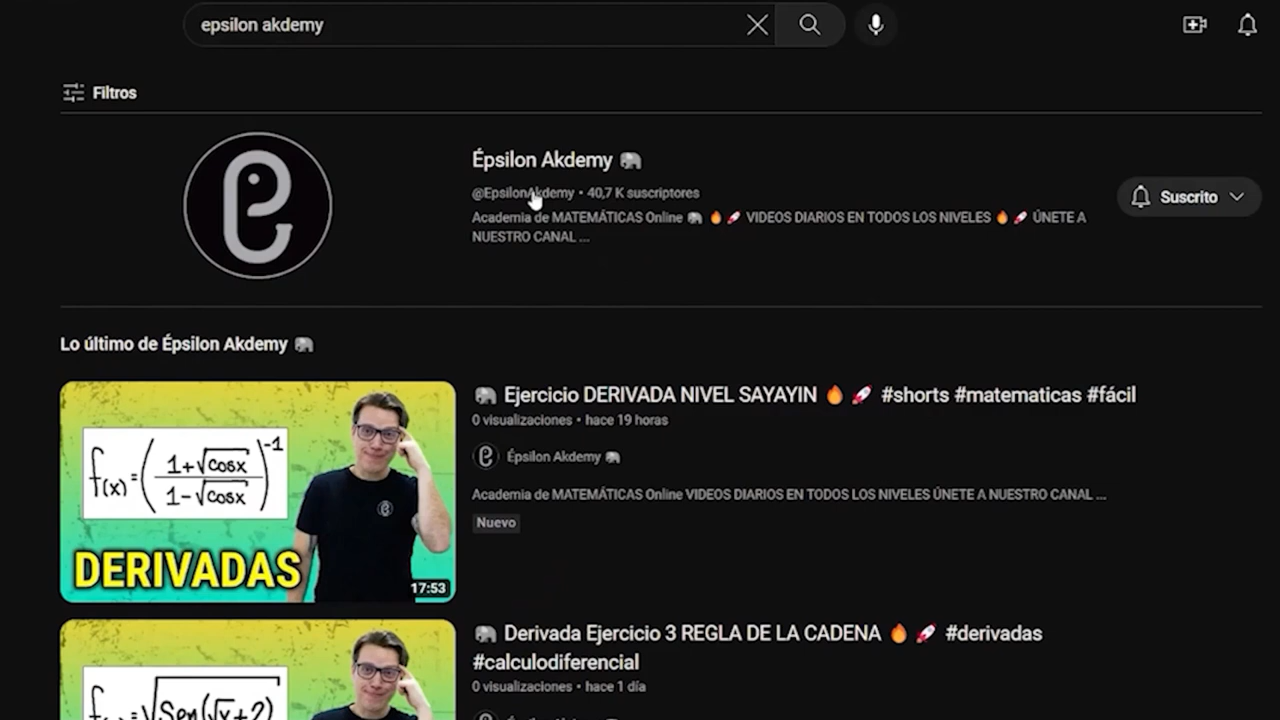 epsilon akdemy
Filtros
Épsilon Akdemy 🐘
@EpsilonAkdemy • 40,7 K suscriptores
Academia de MATEMÁTICAS Online 🐘 🔥 🚀 VIDEOS DIARIOS EN TODOS LOS NIVELES 🔥 🚀 ÚNETE A
NUESTRO CANAL ...
Suscrito
Lo último de Épsilon Akdemy 🐘
f(x)=((1+√cosx)/(1-√cosx))^-1
DERIVADAS
17:53
🐘 Ejercicio DERIVADA NIVEL SAYAYIN 🔥 🚀 #shorts #matematicas #fácil
0 visualizaciones • hace 19 horas
Épsilon Akdemy 🐘
Academia de MATEMÁTICAS Online VIDEOS DIARIOS EN TODOS LOS NIVELES ÚNETE A NUESTRO CANAL ...
Nuevo
🐘 Derivada Ejercicio 3 REGLA DE LA CADENA 🔥 🚀 #derivadas
#calculodiferencial
0 visualizaciones • hace 1 día